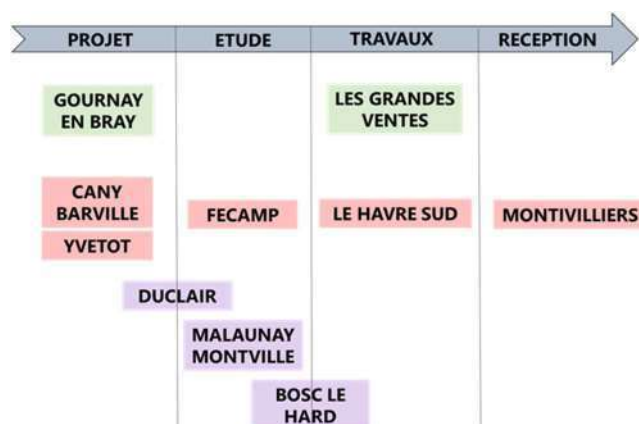 PROJET ETUDE TRAVAUX RECEPTION
GOURNAY
EN BRAY
LES GRANDES
VENTES
CANY
BARVILLE
FECAMP
LE HAVRE SUD
MONTIVILLIERS
YVETOT
DUCLAIR
MALAUNAY
MONTVILLE
BOSC LE
HARD